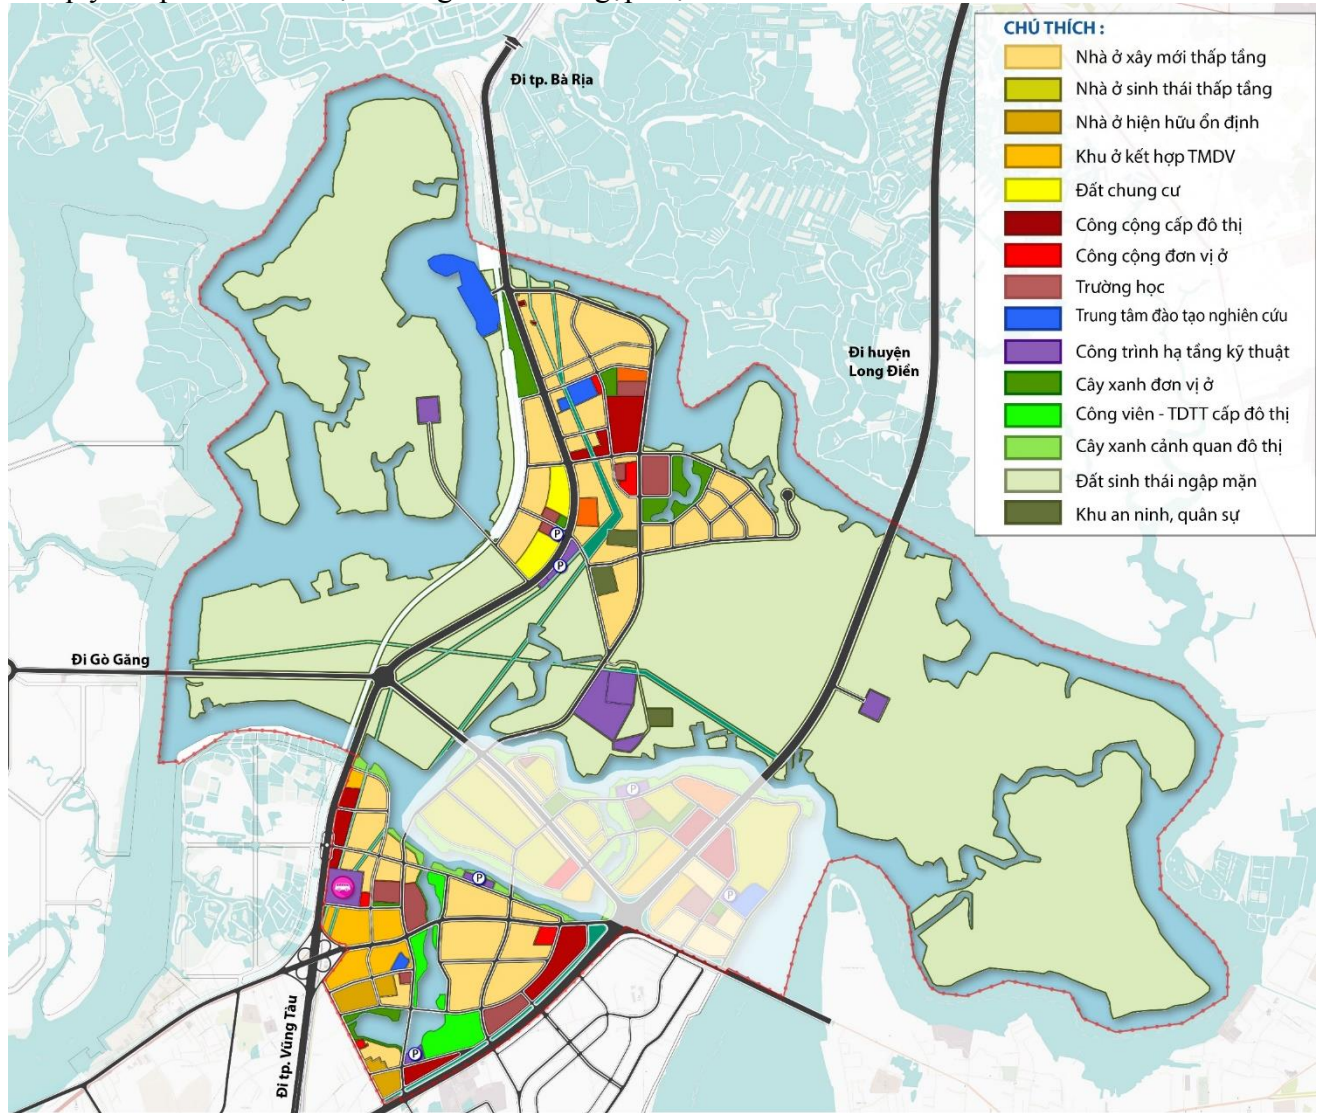 CHÚ THÍCH :
Nhà ở xây mới thấp tầng
Nhà ở sinh thái thấp tầng
Nhà ở hiện hữu ổn định
Khu ở kết hợp TMDV
Đất chung cư
Công cộng cấp đô thị
Công cộng đơn vị ở
Trường học
Trung tâm đào tạo nghiên cứu
Công trình hạ tầng kỹ thuật
Cây xanh đơn vị ở
Công viên - TDTT cấp đô thị
Cây xanh cảnh quan đô thị
Đất sinh thái ngập mặn
Khu an ninh, quân sự
Đi tp. Bà Rịa
Đi huyện
Long Điền
P
P
Đi Gò Găng
P
P
P
P
Đi tp. Vũng Tàu